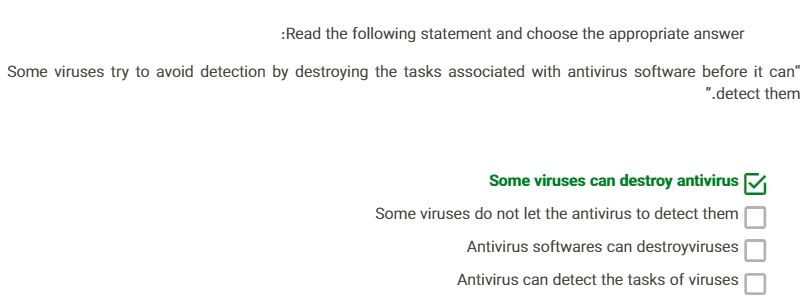 :Read the following statement and choose the appropriate answer
Some viruses try to avoid detection by destroying the tasks associated with antivirus software before it can“
”.detect them
Some viruses can destroy antivirus
Some viruses do not let the antivirus to detect them
Antivirus softwares can destroyviruses
Antivirus can detect the tasks of viruses